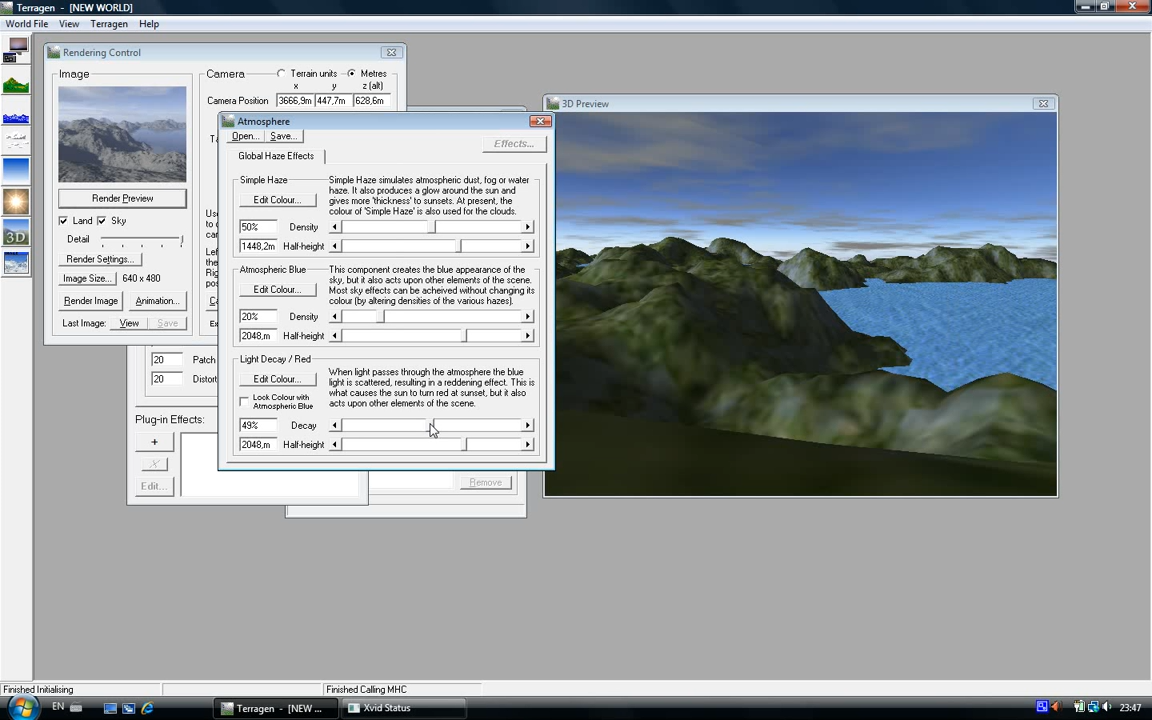 Terragen - [NEW WORLD]
World File View Terragen Help
Rendering Control
Image
Camera
Terrain units
Metres
x y z (alt)
Camera Position 3666,9m 447,7m 628,6m
Render Preview
Land Sky
Detail
Render Settings...
Image Size... 640 x 480
Render Image Animation...
Last Image: View Save
Atmosphere
Open... Save...
Effects...
Global Haze Effects
Simple Haze
Edit Colour...
Simple Haze simulates atmospheric dust, fog or water
haze. It also produces a glow around the sun and
gives more 'thickness' to sunsets. At present, the
colour of 'Simple Haze' is also used for the clouds.
50% Density
1448,2m Half-height
Atmospheric Blue
Edit Colour...
This component creates the blue appearance of the
sky, but it also acts upon other elements of the scene.
Most sky effects can be acheived without changing its
colour (by altering densities of the various hazes).
20% Density
2048,m Half-height
Light Decay / Red
Edit Colour...
Lock Colour with
Atmospheric Blue
When light passes through the atmosphere the blue
light is scattered, resulting in a reddening effect. This is
what causes the sun to turn red at sunset, but it also
acts upon other elements of the scene.
49% Decay
2048,m Half-height
20 Patch
20 Distort
Plug-in Effects:
+
X
Edit...
Remove
3D Preview
3D
Finished Initialising
Finished Calling MHC
EN
Terragen - [NEW ...
Xvid Status
23:47